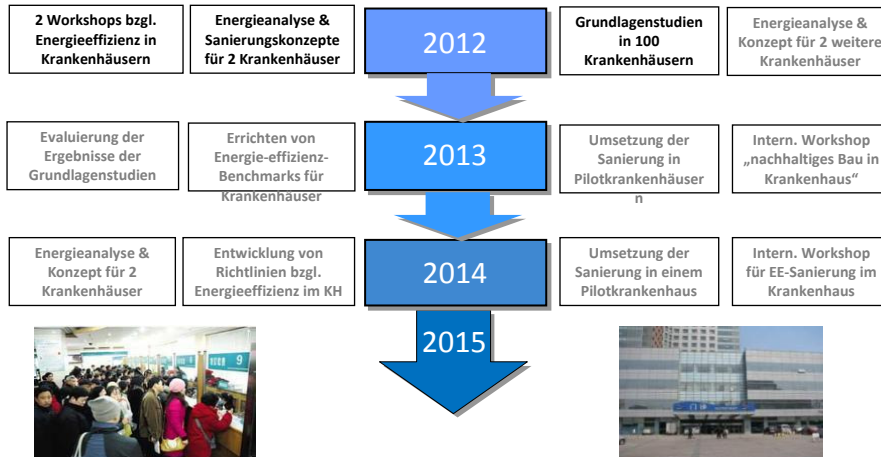 2 Workshops bzgl.
Energieeffizienz in
Krankenhäusern
Energieanalyse &
Sanierungskonzepte
für 2 Krankenhäuser
2012
Grundlagenstudien
in 100
Krankenhäusern
Energieanalyse &
Konzept für 2 weitere
Krankenhäuser
Evaluierung der
Ergebnisse der
Grundlagenstudien
Errichten von
Energie-effizienz-
Benchmarks für
Krankenhäuser
2013
Umsetzung der
Sanierung in
Pilotkrankenhäuser
n
Intern. Workshop
„nachhaltiges Bau in
Krankenhaus“
Energieanalyse &
Konzept für 2
Krankenhäuser
Entwicklung von
Richtlinien bzgl.
Energieeffizienz im KH
2014
Umsetzung der
Sanierung in einem
Pilotkrankenhaus
Intern. Workshop
für EE-Sanierung im
Krankenhaus
2015
9